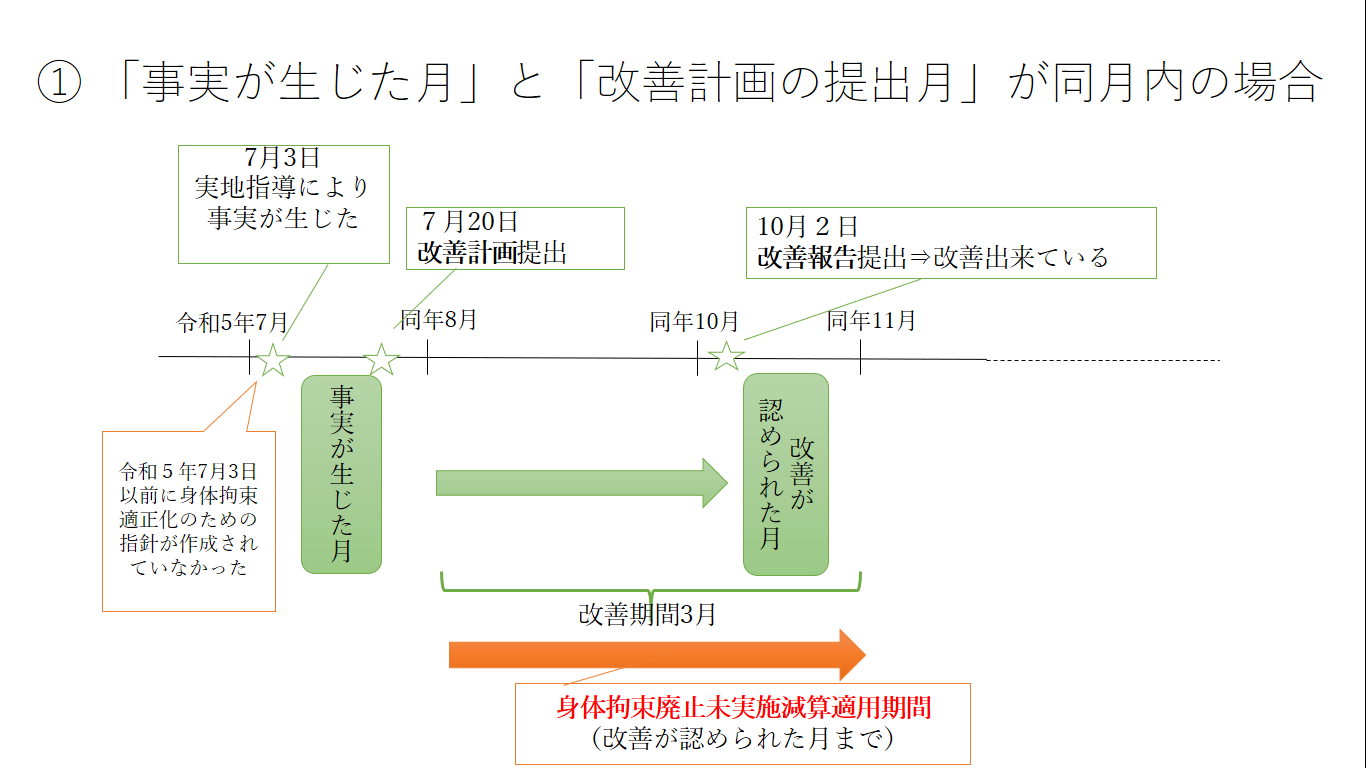 ① 「事実が生じた月」と「改善計画の提出月」が同月内の場合
7月3日
実地指導により
事実が生じた
７月20日
改善計画提出
10月２日
改善報告提出⇒改善出来ている
令和5年7月
同年8月
同年10月
同年11月
事実が生じた月
改善が
認められた月
令和５年7月3日
以前に身体拘束
適正化のための
指針が作成され
ていなかった
改善期間3月
身体拘束廃止未実施減算適用期間
（改善が認められた月まで）